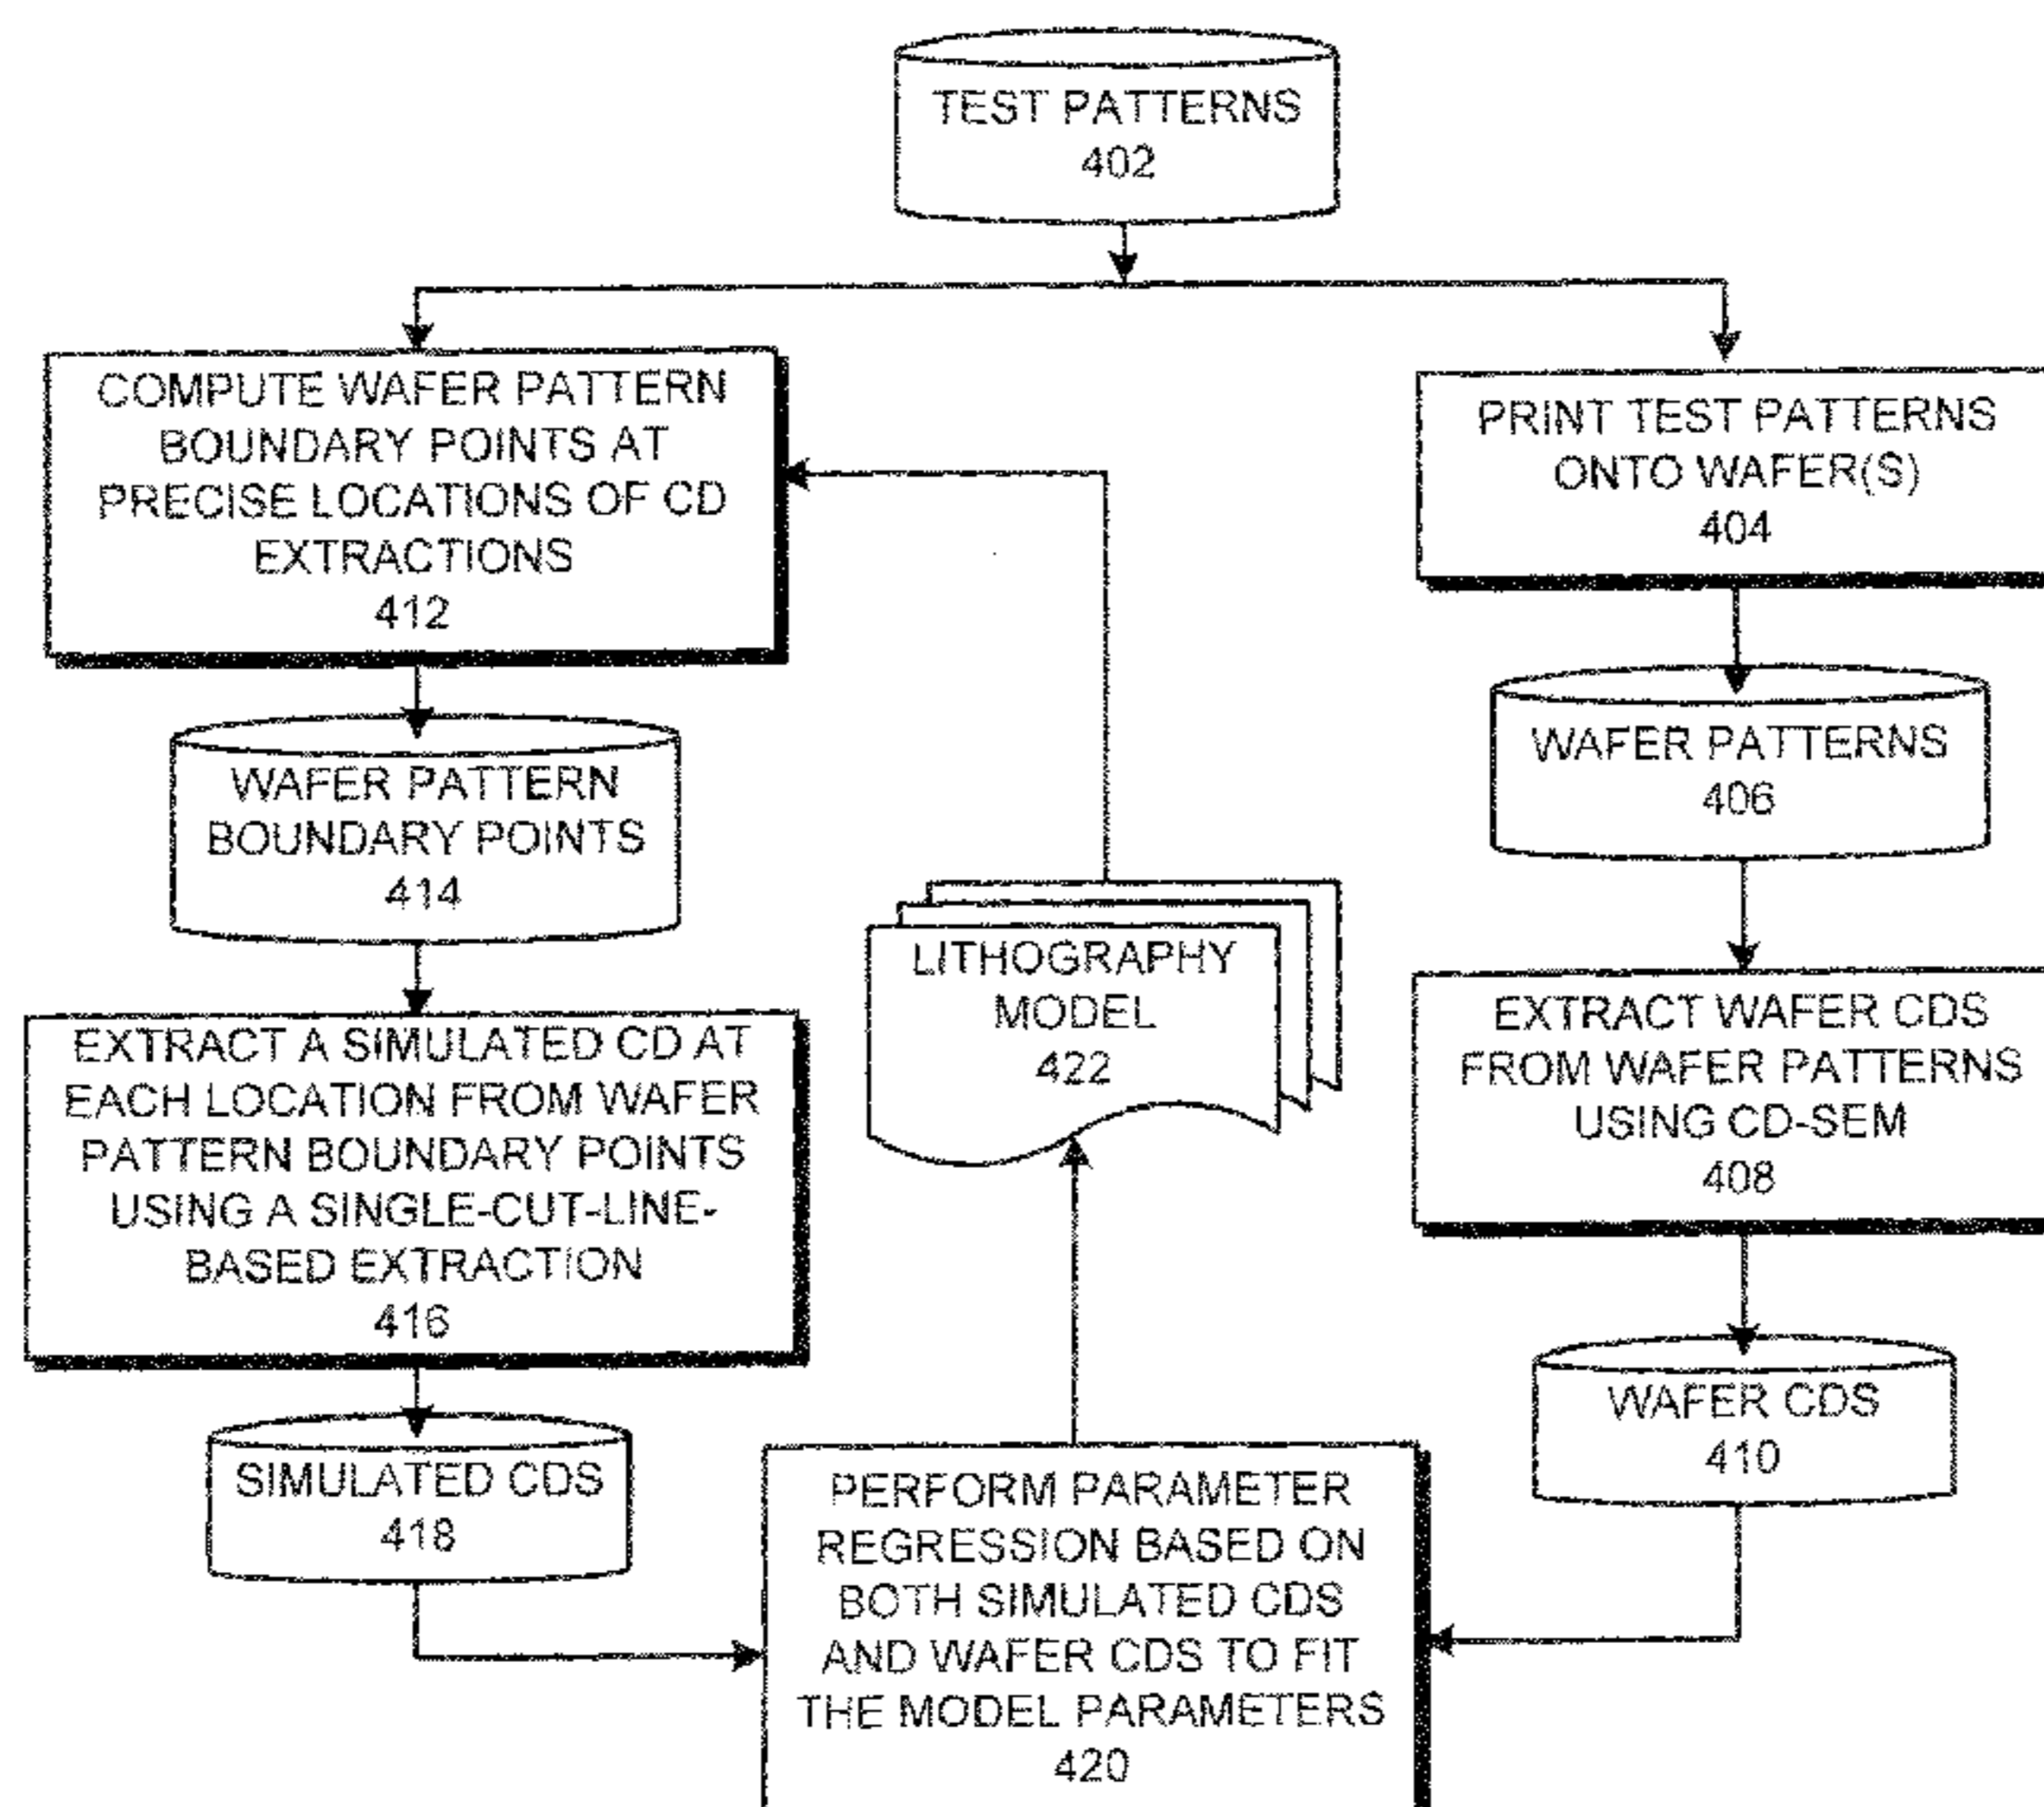 TEST PATTERNS
402
COMPUTE WAFER PATTERN
BOUNDARY POINTS AT
PRECISE LOCATIONS OF CD
EXTRACTIONS
412
PRINT TEST PATTERNS
ONTO WAFER(S)
404
WAFER PATTERN
BOUNDARY POINTS
414
WAFER PATTERNS
406
LITHOGRAPHY
MODEL
422
EXTRACT A SIMULATED CD AT
EACH LOCATION FROM WAFER
PATTERN BOUNDARY POINTS
USING A SINGLE-CUT-LINE-
BASED EXTRACTION
416
EXTRACT WAFER CDS
FROM WAFER PATTERNS
USING CD-SEM
408
SIMULATED CDS
418
WAFER CDS
410
PERFORM PARAMETER
REGRESSION BASED ON
BOTH SIMULATED CDS
AND WAFER CDS TO FIT
THE MODEL PARAMETERS
420